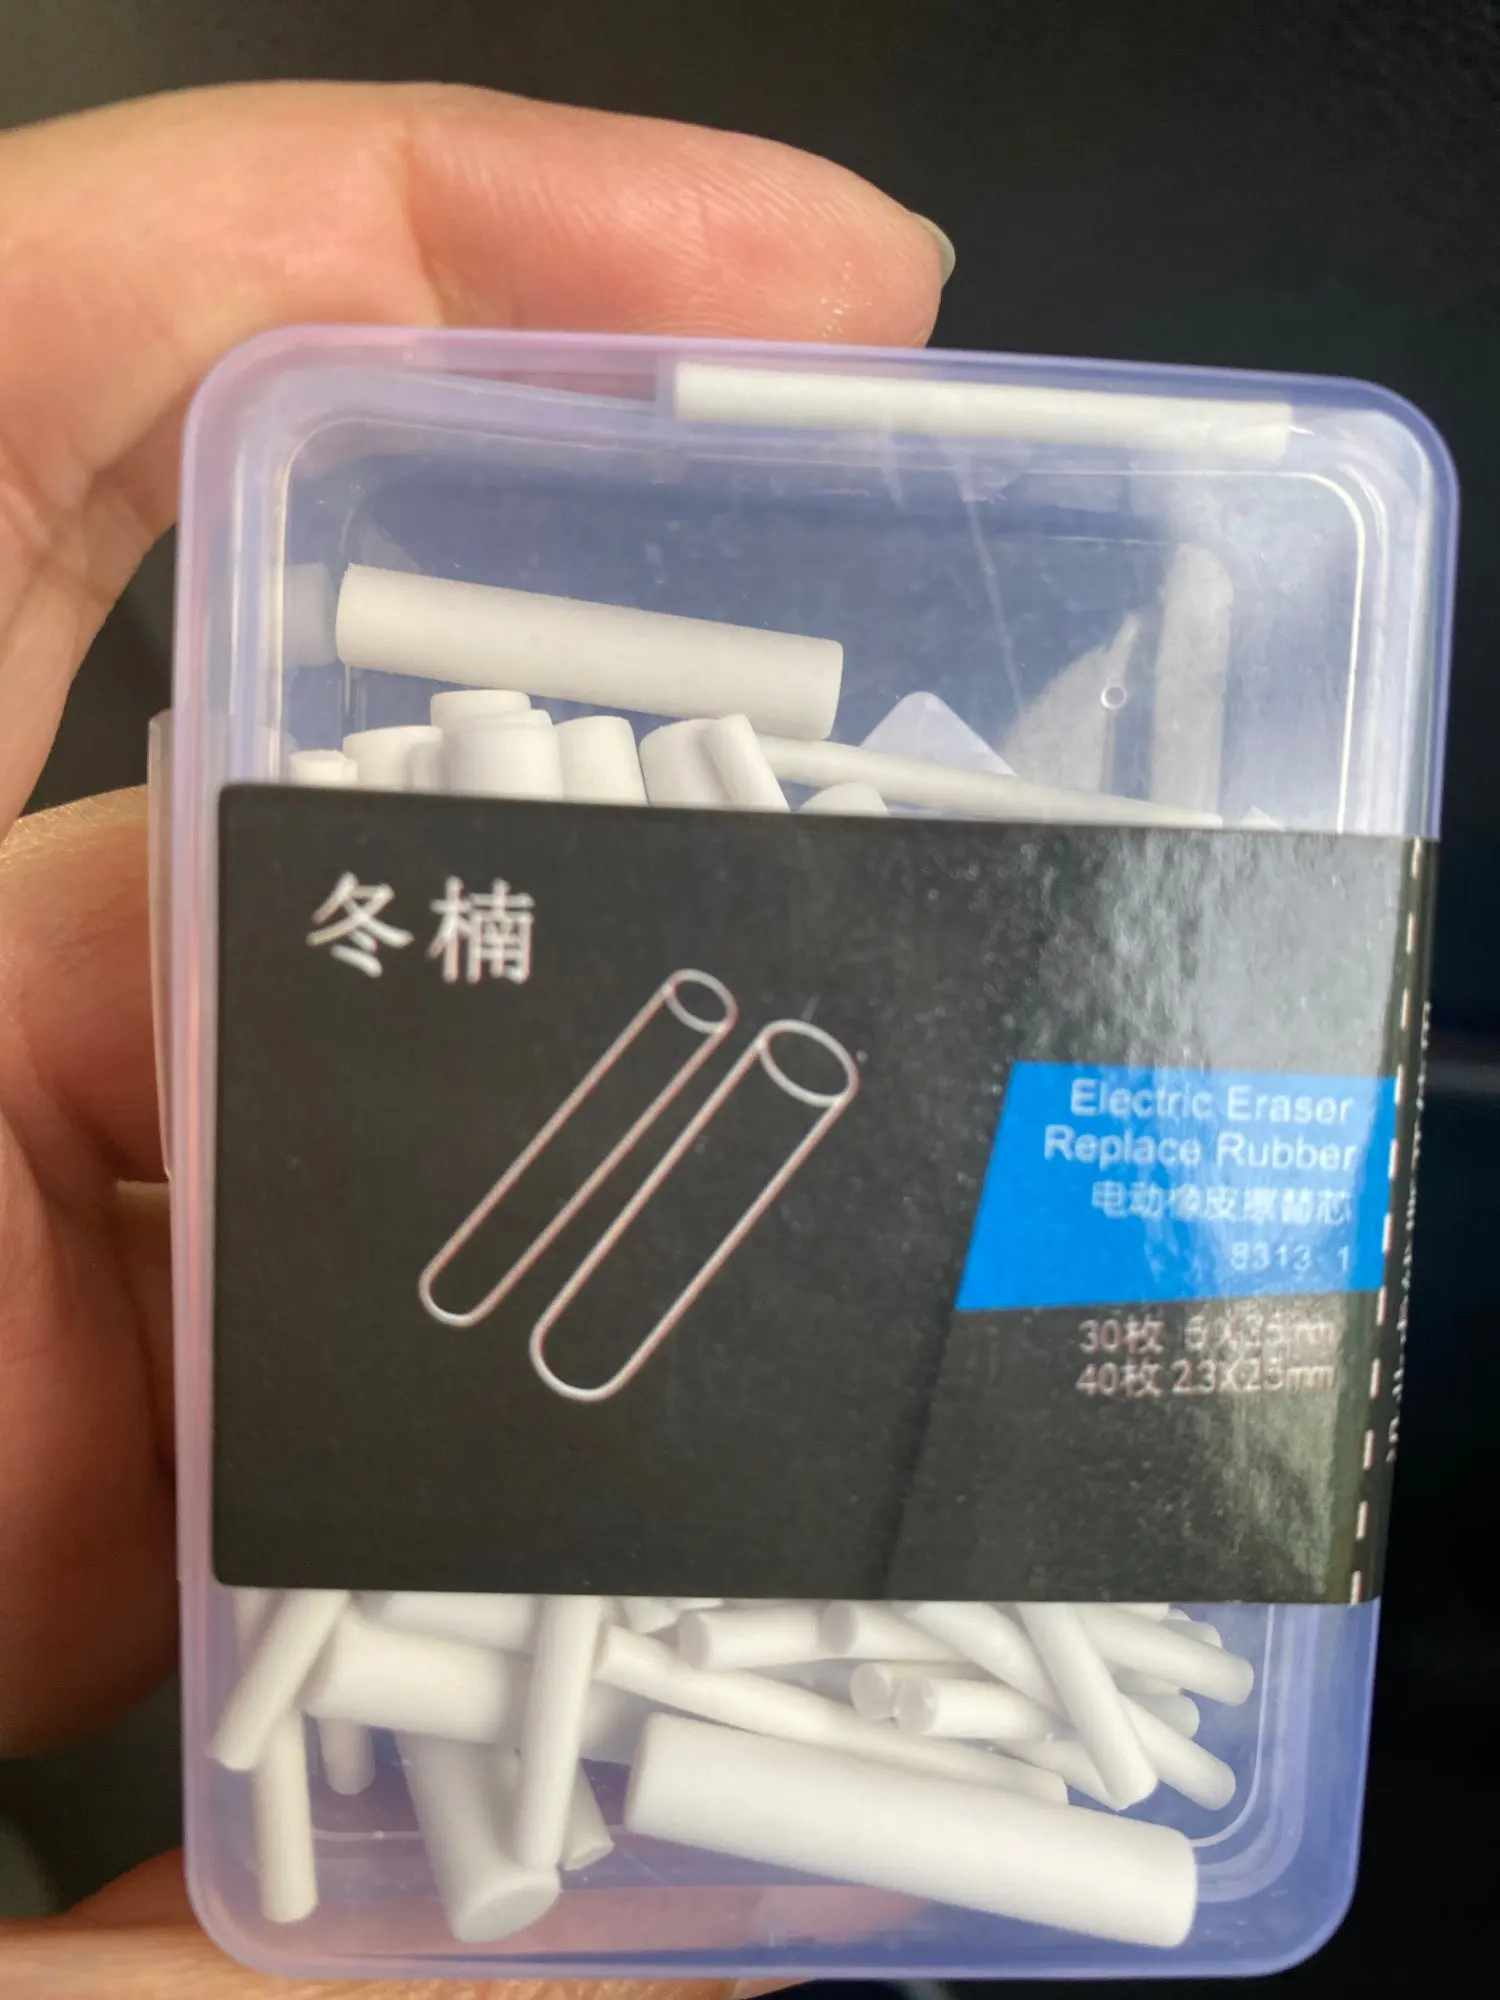 冬楠
Electric Eraser
Replace Rubber
电动橡皮擦替芯
8313-1
30枚 5X25mm
40枚 2.3X25mm